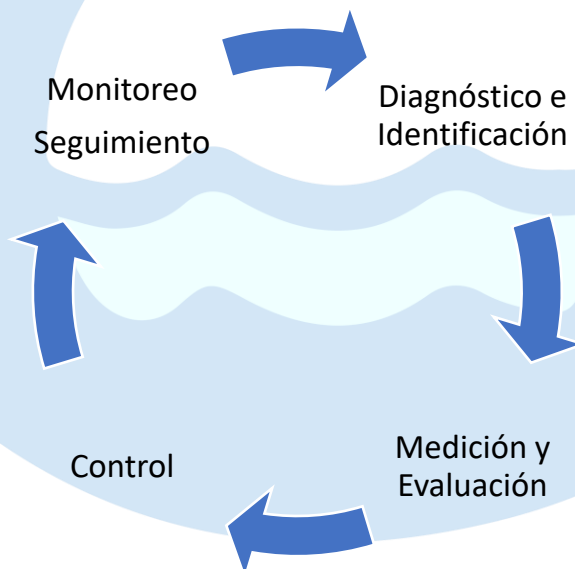 Monitoreo
Seguimiento
Diagnóstico e
Identificación
Medición y
Evaluación
Control